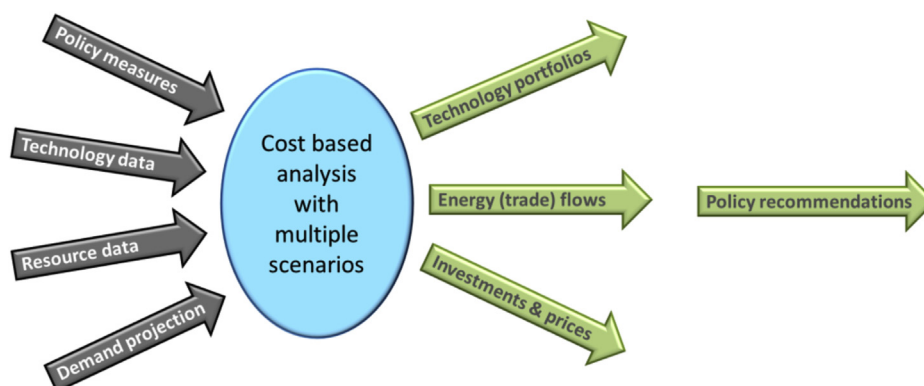 Policy measures
Technology data
Resource data
Demand projection
Cost based
analysis
with
multiple
scenarios
Technology portfolios
Energy (trade) flows
Investments & prices
Policy recommendations